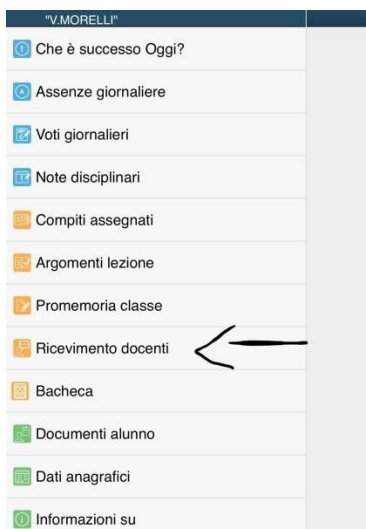 "V.MORELLI"
Che è successo Oggi?
Assenze giornaliere
Voti giornalieri
Note disciplinari
Compiti assegnati
Argomenti lezione
Promemoria classe
Ricevimento docenti
Bacheca
Documenti alunno
Dati anagrafici
Informazioni su